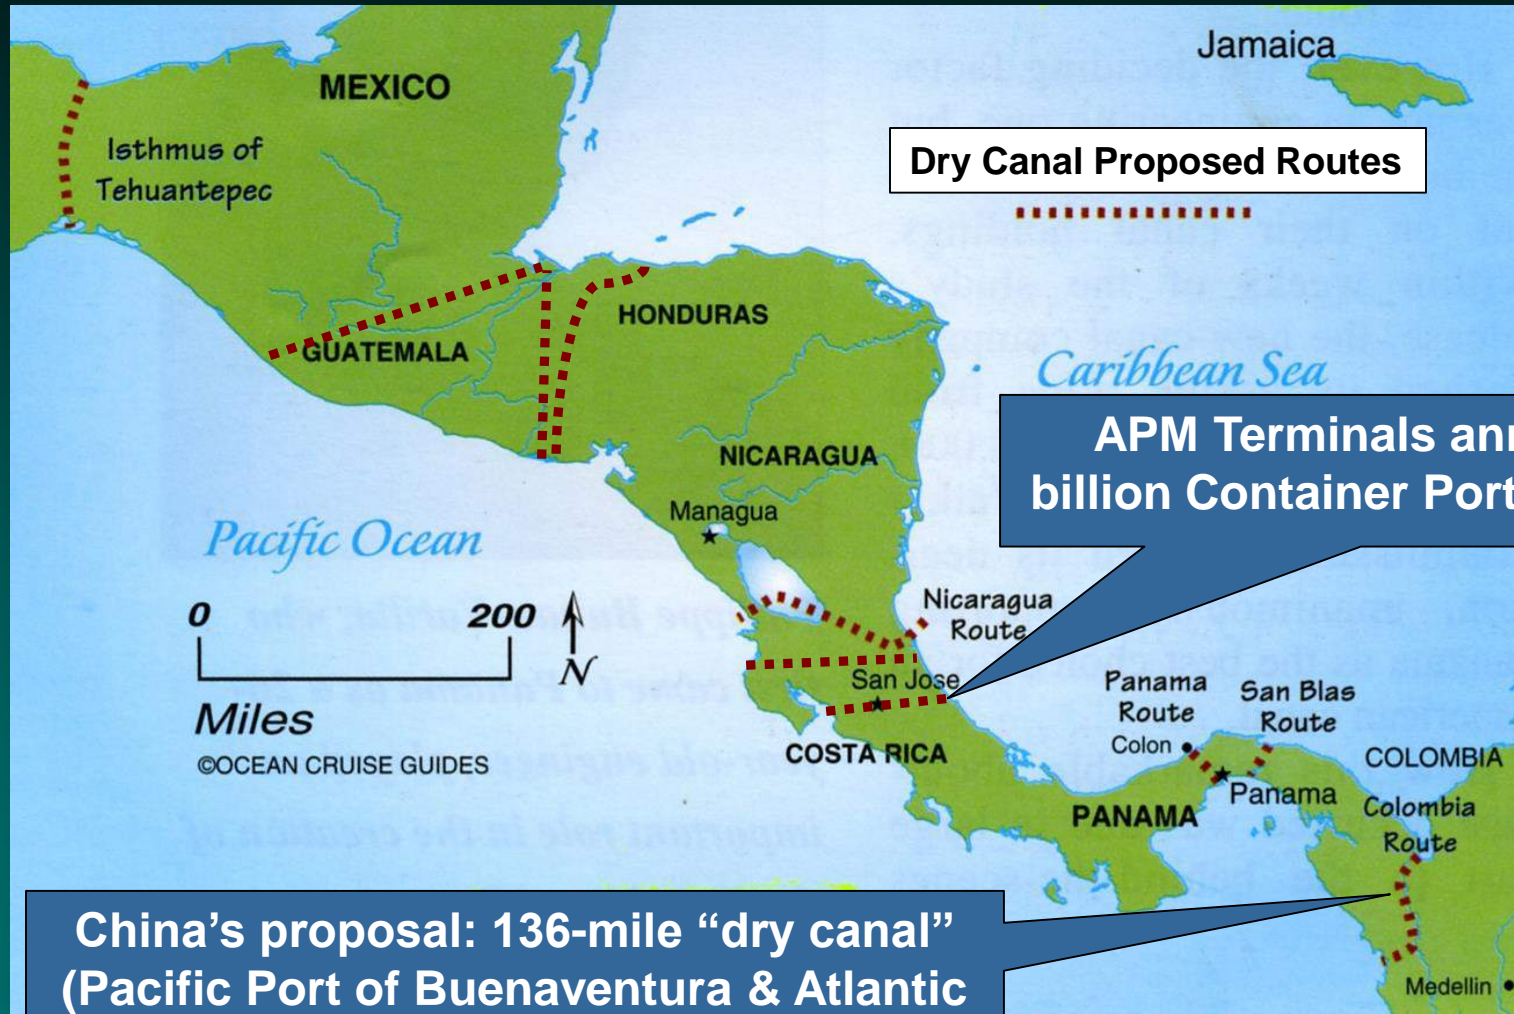 Jamaica
MEXICO
Isthmus of
Tehuantepec
Dry Canal Proposed Routes
HONDURAS
GUATEMALA
Caribbean Sea
APM Terminals
billion Container Port
NICARAGUA
Managua
Pacific Ocean
0 200
N
Miles
©OCEAN CRUISE GUIDES
Nicaragua
Route
San Jose
COSTA RICA
Panama
Route
Colon
San Blas
Route
COLOMBIA
Panama
PANAMA
Colombia
Route
Medellin
China’s proposal: 136-mile “dry canal”
(Pacific Port of Buenaventura & Atlantic